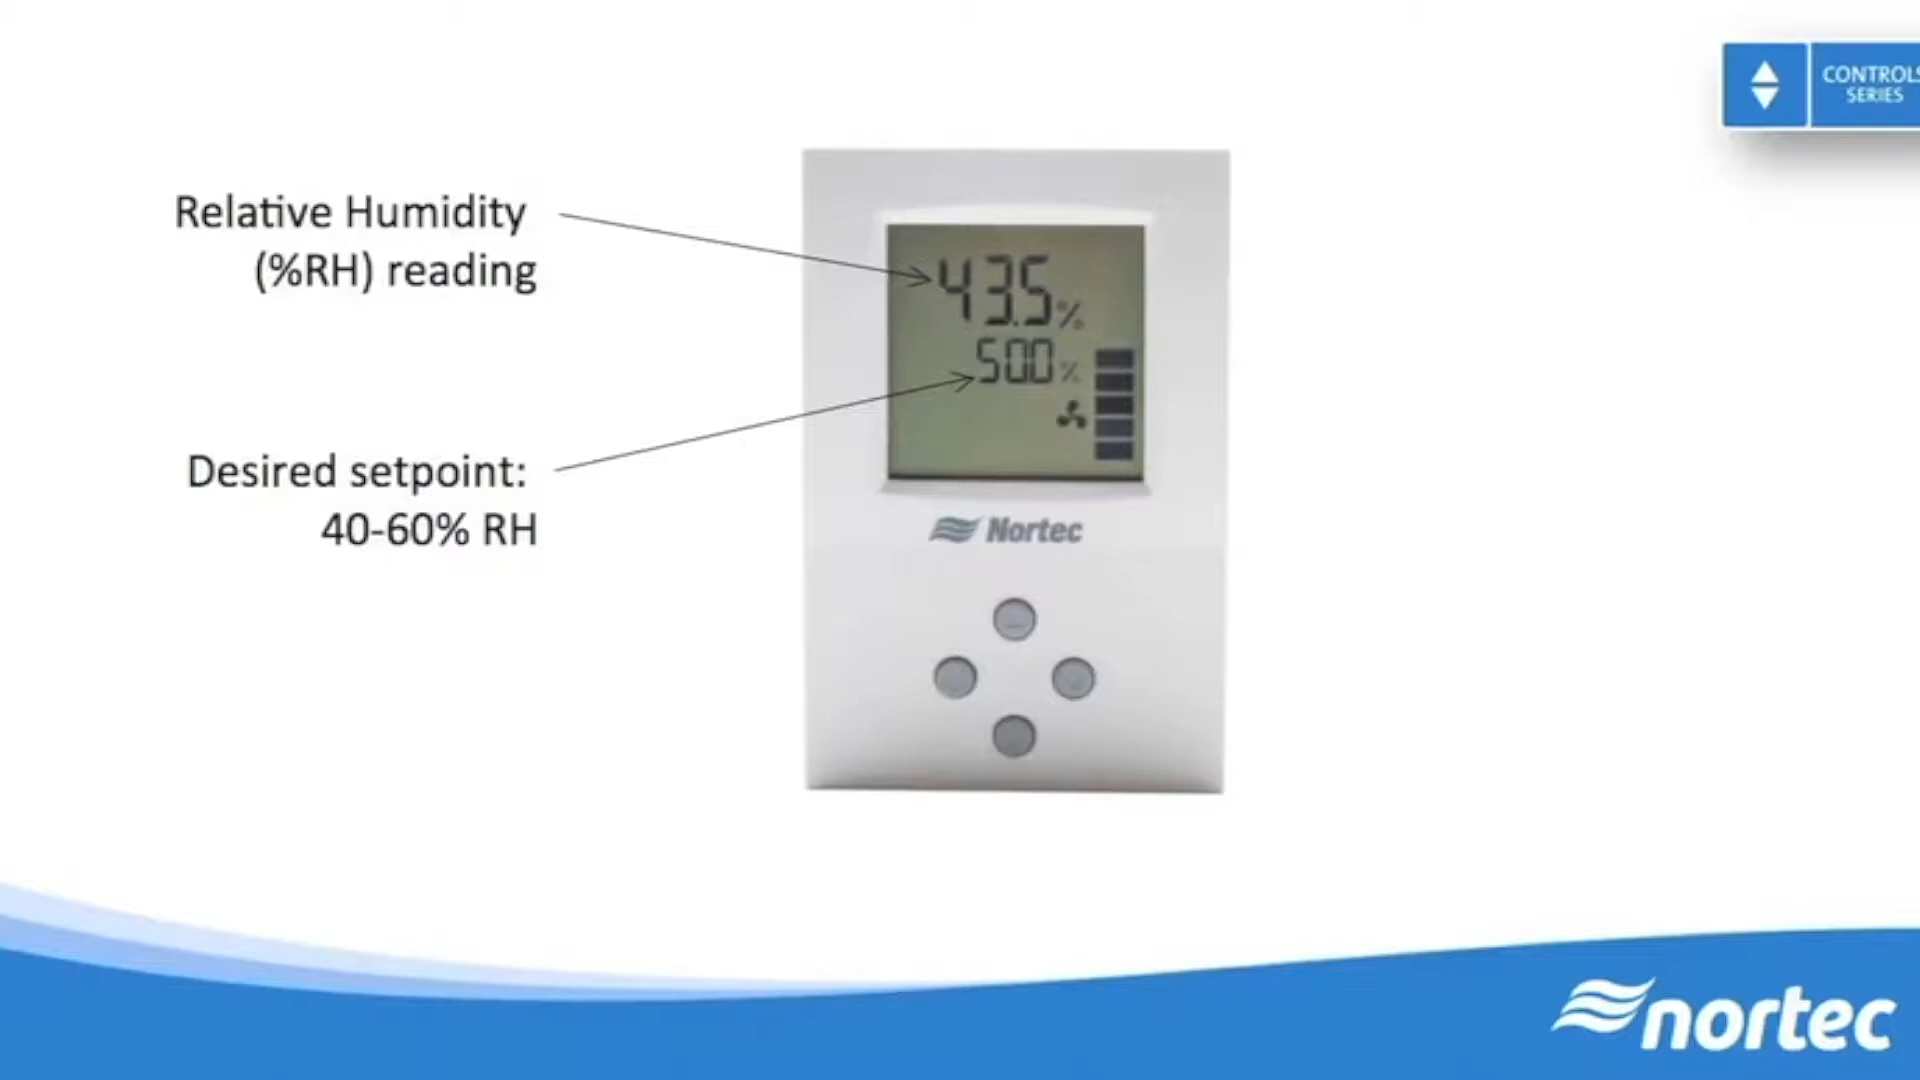 CONTROLS
SERIES
Relative Humidity
(%RH) reading
43.5%
50.0%
Desired setpoint:
40-60% RH
Nortec
nortec